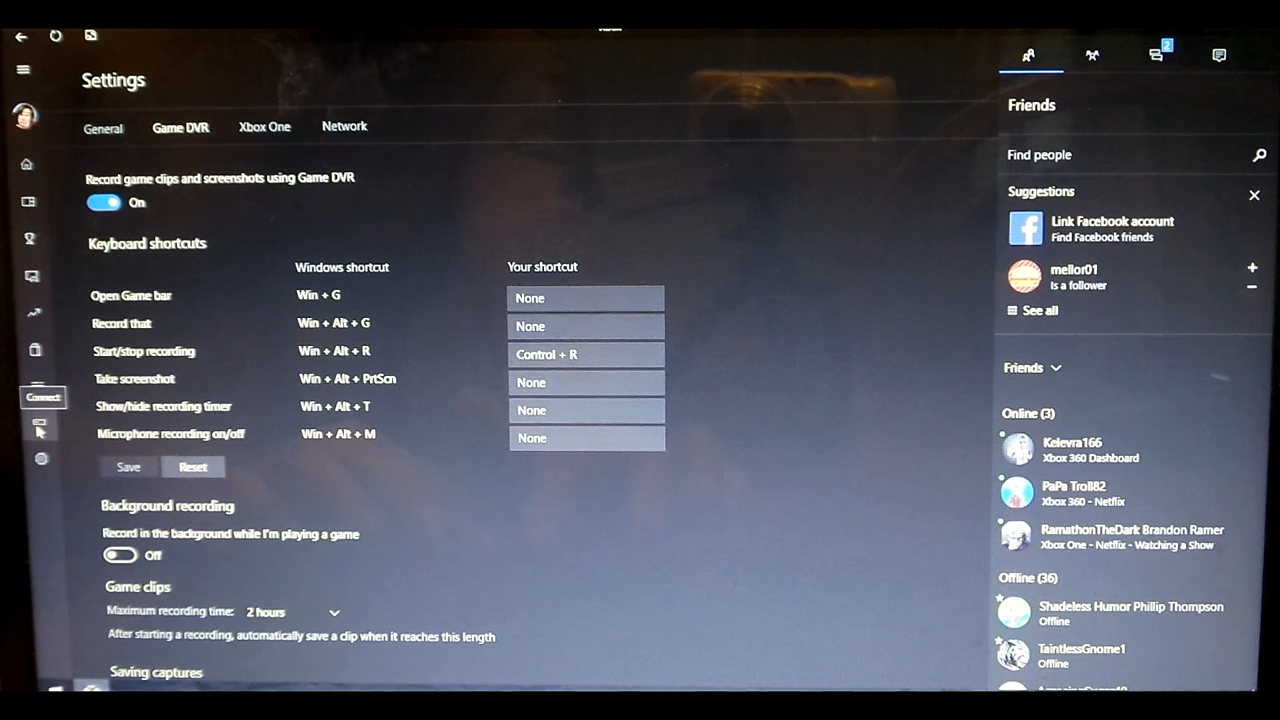 Settings
General Game DVR Xbox One Network
Record game clips and screenshots using Game DVR
On
Keyboard shortcuts
Windows shortcut Your shortcut
Open Game bar Win + G None
Record that Win + Alt + G None
Start/stop recording Win + Alt + R Control + R
Take screenshot Win + Alt + PrtScn None
Show/hide recording timer Win + Alt + T None
Microphone recording on/off Win + Alt + M None
Save Reset
Background recording
Record in the background while I'm playing a game
Off
Game clips
Maximum recording time: 2 hours
After starting a recording, automatically save a clip when it reaches this length
Saving captures
Connect
2
Friends
Find people
Suggestions
Link Facebook account
Find Facebook friends
mellor01
Is a follower
See all
Friends
Online (3)
Kelevra166
Xbox 360 Dashboard
PaPa Troll82
Xbox 360 - Netflix
RamathonTheDark Brandon Ramer
Xbox One - Netflix - Watching a Show
Offline (36)
Shadeless Humor Phillip Thompson
Offline
TaintlessGnome1
Offline